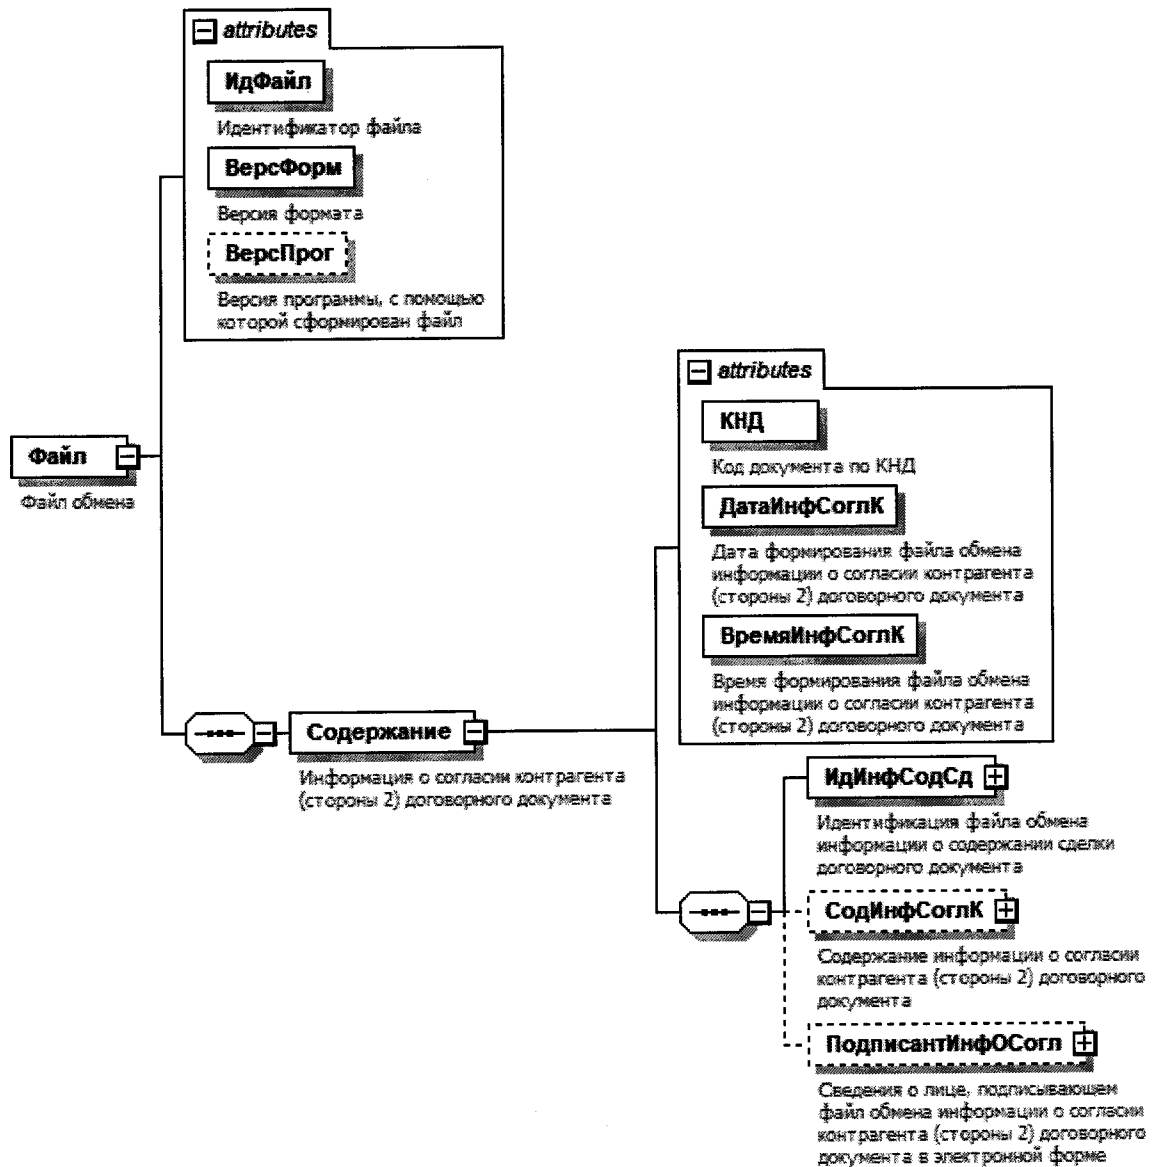 attributes
ИдФайл
Идентификатор файла
ВерсФорм
Версия формата
ВерсПрог
Версия программы, с помощью
которой сформирован файл
Файл
Файл обмена
attributes
КНД
Код документа по КНД
ДатаИнфСоглК
Дата формирования файла обмена
информации о согласии контрагента
(стороны 2) договорного документа
ВремяИнфСоглК
Время формирования файла обмена
информации о согласии контрагента
(стороны 2) договорного документа
Содержание
Информация о согласии контрагента
(стороны 2) договорного документа
ИдИнфСодСд
Идентификация файла обмена
информации о содержании сделки
договорного документа
СодИнфСоглК
Содержание информации о согласии
контрагента (стороны 2) договорного
документа
ПодписантИнфОСогл
Сведения о лице, подписывающем
файл обмена информации о согласии
контрагента (стороны 2) договорного
документа в электронной форме